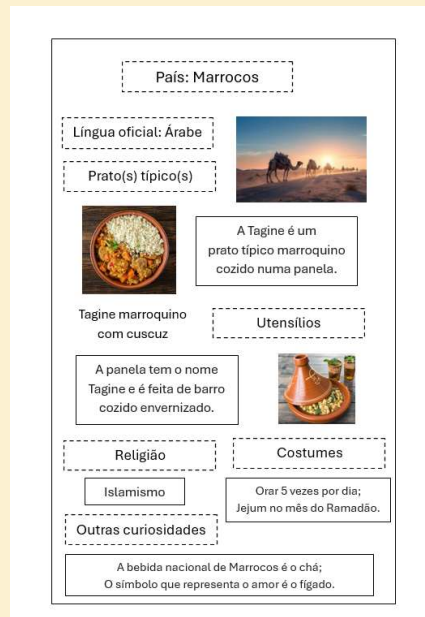 País: Marrocos
Língua oficial: Árabe
Prato(s) típico(s)
A Tagine é um
prato típico marroquino
cozido numa panela.
Tagine marroquino
com cuscuz
Utensílios
A panela tem o nome
Tagine e é feita de barro
cozido envernizado.
Religião
Costumes
Islamismo
Orar 5 vezes por dia;
Jejum no mês do Ramadão.
Outras curiosidades
A bebida nacional de Marrocos é o chá;
O símbolo que representa o amor é o fígado.